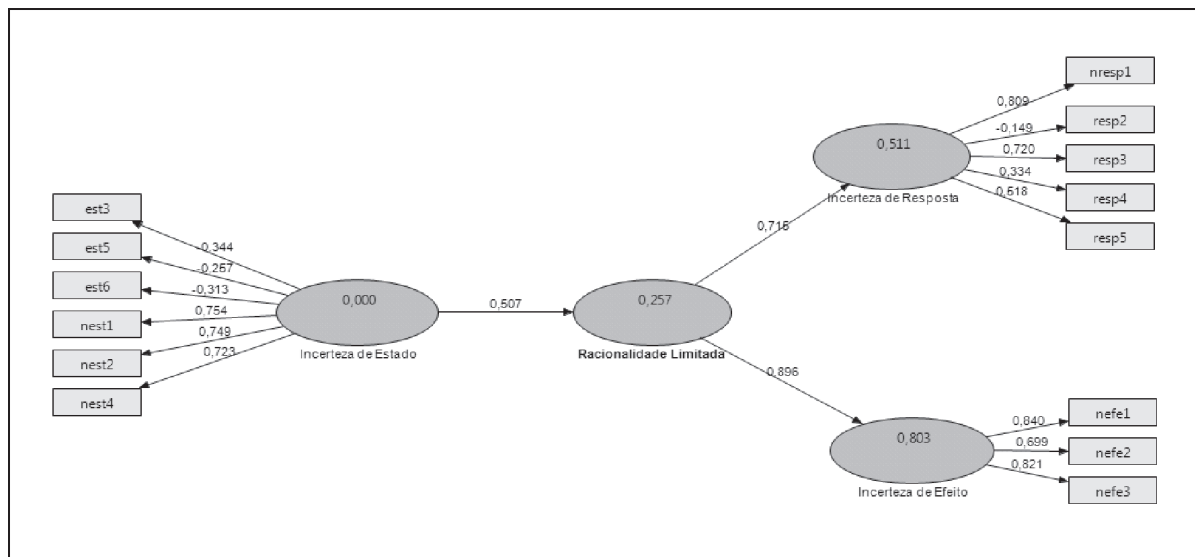 nresp1
0,809
resp2
-0,149
0,511
resp3
0,720
resp4
0,334
Incerteza de Resposta
resp5
0,518
est3
-0,344
0,715
est5
-0,257
est6
-0,313
0,000
0,507
0,257
nest1
0,754
nest2
0,749
Incerteza de Estado
Racionalidade Limitada
nest4
0,723
0,896
nefe1
0,840
0,803
nefe2
0,699
nefe3
0,821
Incerteza de Efeito